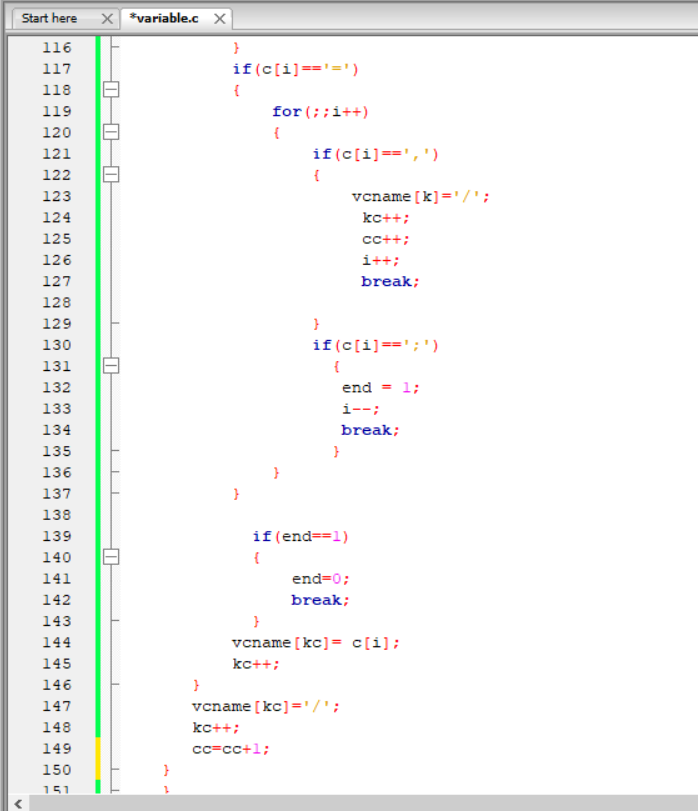 Start here
*variable.c
116 }
117 if(c[i]=='=')
118 {
119 for(;;i++)
120 {
121 if(c[i]==',')
122 {
123 vcname[k]='/';
124 kc++;
125 cc++;
126 i++;
127 break;
128
129 }
130 if(c[i]==';')
131 {
132 end = 1;
133 i--;
134 break;
135 }
136 }
137 }
138
139 if(end==1)
140 {
141 end=0;
142 break;
143 }
144 vcname[kc]= c[i];
145 kc++;
146 }
147 vcname[kc]='/';
148 kc++;
149 cc=cc+1;
150 }
151 }